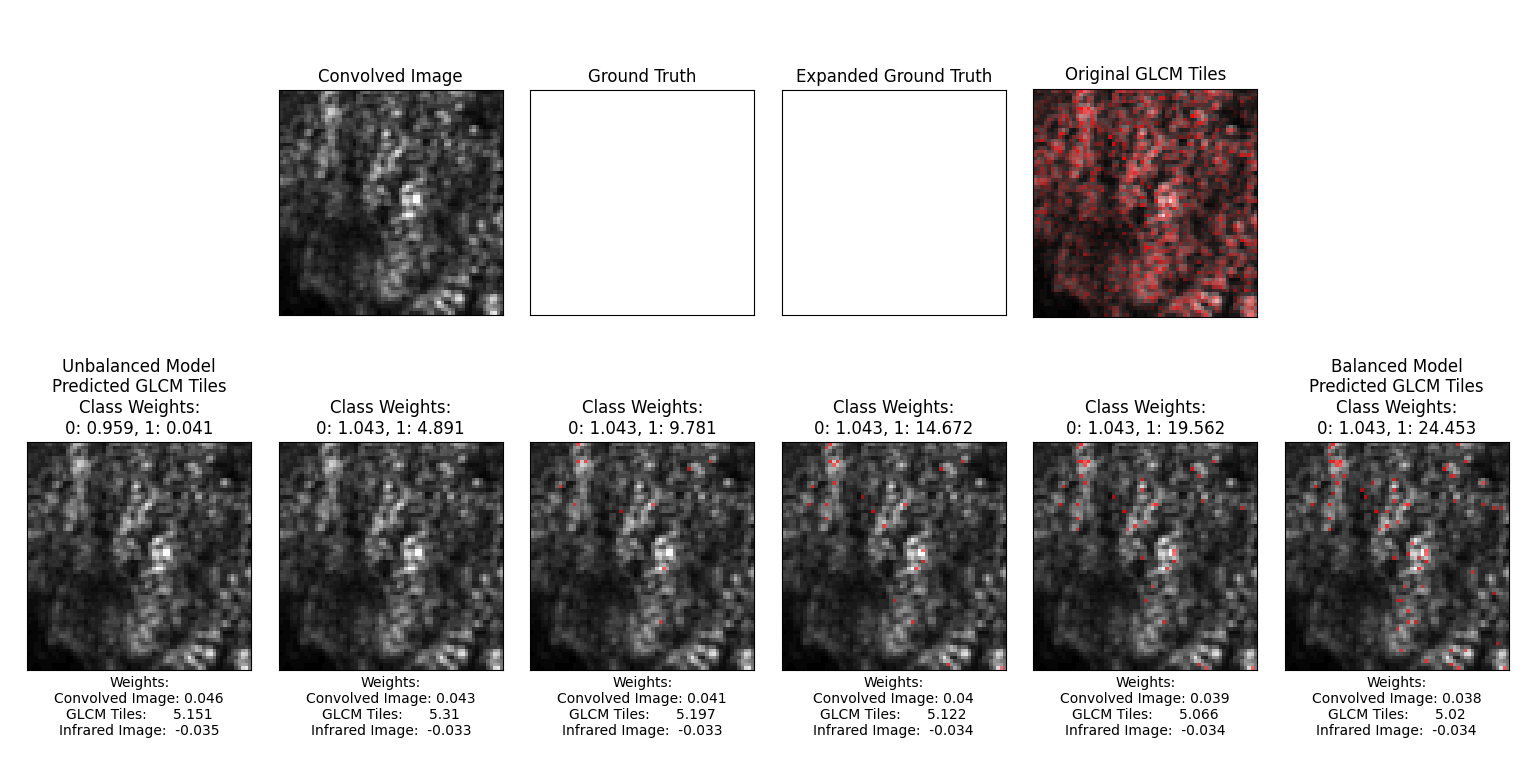 Convolved Image
Ground Truth
Expanded Ground Truth
Original GLCM Tiles
Unbalanced Model
Predicted GLCM Tiles
Class Weights:
0: 0.959, 1: 0.041
Class Weights:
0: 1.043, 1: 4.891
Class Weights:
0: 1.043, 1: 9.781
Class Weights:
0: 1.043, 1: 14.672
Class Weights:
0: 1.043, 1: 19.562
Balanced Model
Predicted GLCM Tiles
Class Weights:
0: 1.043, 1: 24.453
Weights:
Convolved Image: 0.046
GLCM Tiles: 5.151
Infrared Image: -0.035
Weights:
Convolved Image: 0.043
GLCM Tiles: 5.31
Infrared Image: -0.033
Weights:
Convolved Image: 0.041
GLCM Tiles: 5.197
Infrared Image: -0.033
Weights:
Convolved Image: 0.04
GLCM Tiles: 5.122
Infrared Image: -0.034
Weights:
Convolved Image: 0.039
GLCM Tiles: 5.066
Infrared Image: -0.034
Weights:
Convolved Image: 0.038
GLCM Tiles: 5.02
Infrared Image: -0.034